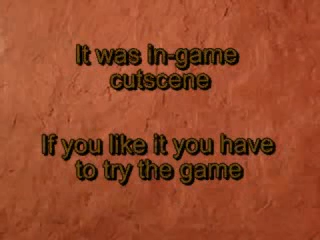 It was in-game
cutscene
If you like it you have
to try the game